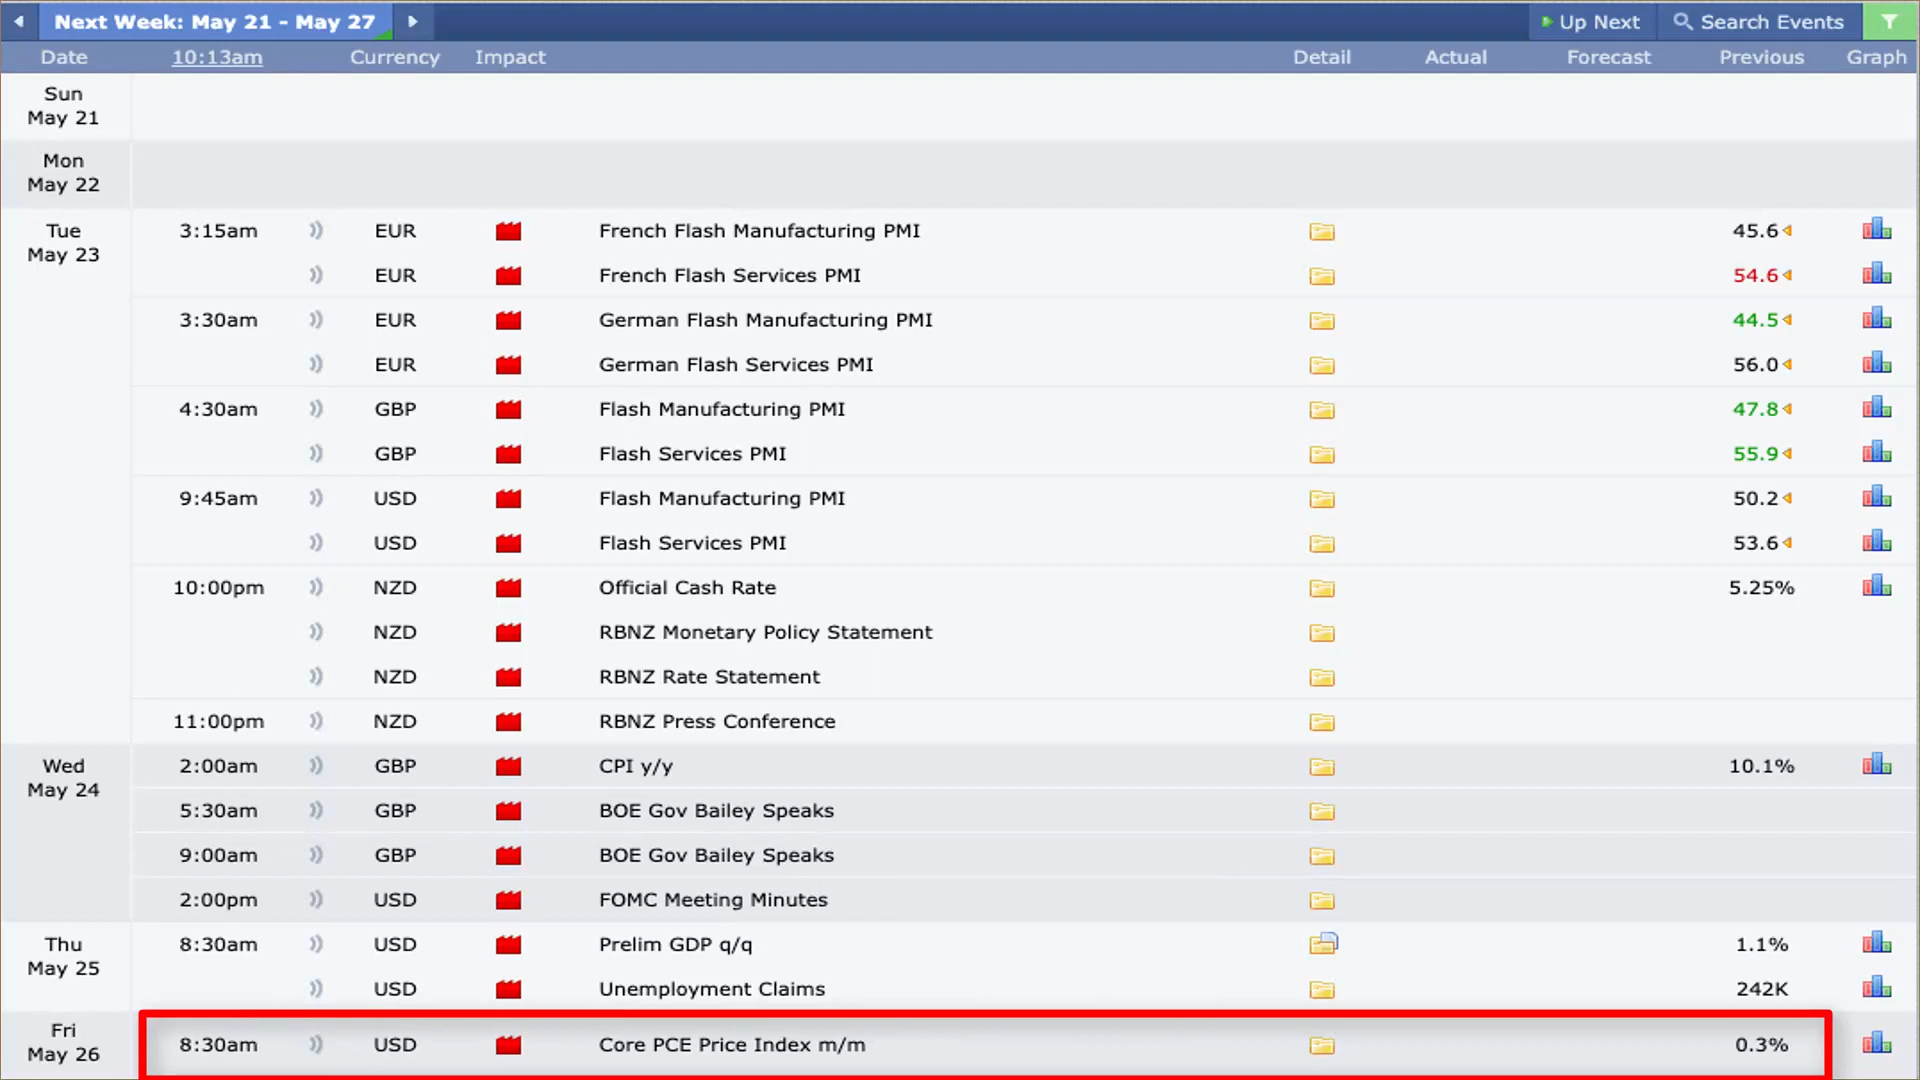 Next Week: May 21 - May 27 Up Next Search Events
Date 10:13am Currency Impact Detail Actual Forecast Previous Graph
Sun
May 21
Mon
May 22
Tue
May 23
3:15am EUR French Flash Manufacturing PMI 45.6
EUR French Flash Services PMI 54.6
3:30am EUR German Flash Manufacturing PMI 44.5
EUR German Flash Services PMI 56.0
4:30am GBP Flash Manufacturing PMI 47.8
GBP Flash Services PMI 55.9
9:45am USD Flash Manufacturing PMI 50.2
USD Flash Services PMI 53.6
10:00pm NZD Official Cash Rate 5.25%
NZD RBNZ Monetary Policy Statement
NZD RBNZ Rate Statement
11:00pm NZD RBNZ Press Conference
Wed
May 24
2:00am GBP CPI y/y 10.1%
5:30am GBP BOE Gov Bailey Speaks
9:00am GBP BOE Gov Bailey Speaks
2:00pm USD FOMC Meeting Minutes
Thu
May 25
8:30am USD Prelim GDP q/q 1.1%
USD Unemployment Claims 242K
Fri
May 26
8:30am USD Core PCE Price Index m/m 0.3%